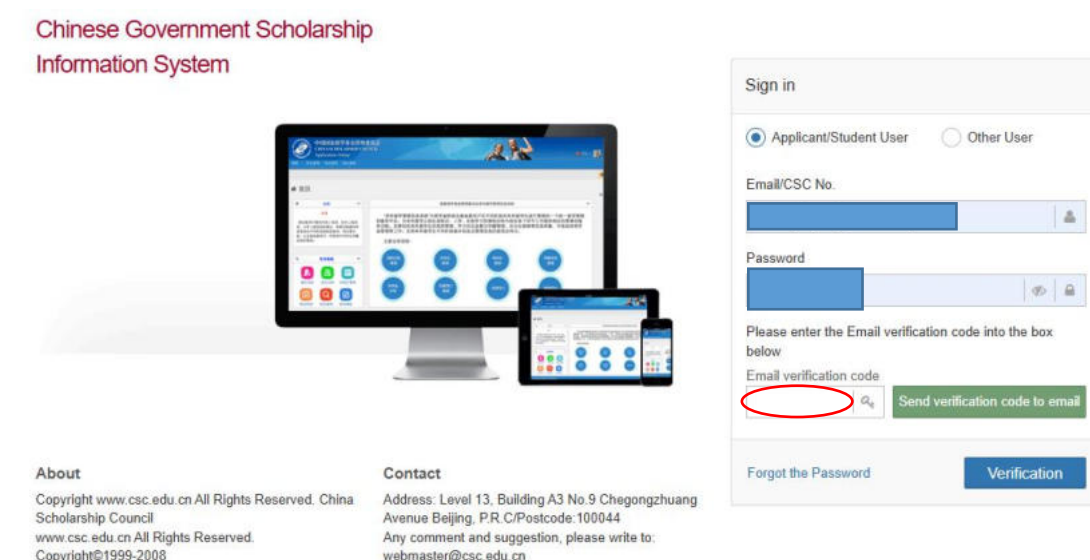 Chinese Government Scholarship
Information System
Sign in
Applicant/Student User
Other User
Email/CSC No.
Password
Please enter the Email verification code into the box
below
Email verification code
Send verification code to email
Forgot the Password
Verification
About
Copyright www.csc.edu.cn All Rights Reserved. China
Scholarship Council
www.csc.edu.cn All Rights Reserved.
Copyright©1999-2008
Contact
Address: Level 13, Building A3 No.9 Chegongzhuang
Avenue Beijing, P.R.C/Postcode:100044
Any comment and suggestion, please write to:
webmaster@csc.edu.cn